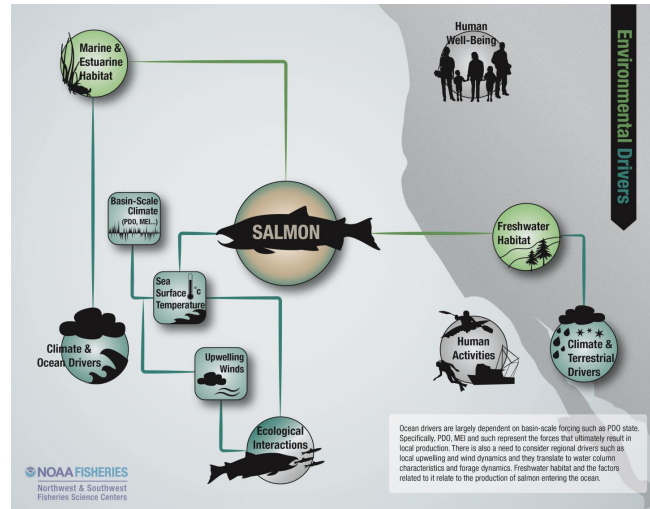 Environmental Drivers
Human
Well-Being
Marine &
Estuarine
Habitat
Basin-Scale
Climate
(PDO, MEI...)
SALMON
Freshwater
Habitat
Sea
Surface
Temperature
°c
Climate &
Ocean Drivers
Upwelling
Winds
Human
Activities
Climate &
Terrestrial
Drivers
Ecological
Interactions
Ocean drivers are largely dependent on basin-scale forcing such as PDO state.
Specifically, PDO, MEI and such represent the forces that ultimately result in
local production. There is also a need to consider regional drivers such as
local upwelling and wind dynamics and they translate to water column
characteristics and forage dynamics. Freshwater habitat and the factors
related to it relate to the production of salmon entering the ocean.
NOAA FISHERIES
Northwest & Southwest
Fisheries Science Centers